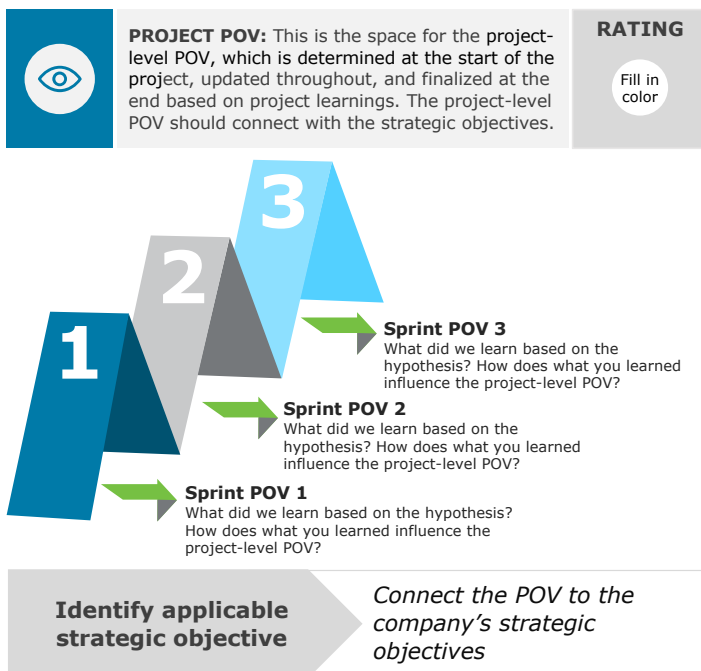 PROJECT POV: This is the space for the project-
level POV, which is determined at the start of the
project, updated throughout, and finalized at the
end based on project learnings. The project-level
POV should connect with the strategic objectives.
RATING
Fill in
color
3
2
1
Sprint POV 3
What did we learn based on the
hypothesis? How does what you learned
influence the project-level POV?
Sprint POV 2
What did we learn based on the
hypothesis? How does what you learned
influence the project-level POV?
Sprint POV 1
What did we learn based on the hypothesis?
How does what you learned influence the
project-level POV?
Identify applicable
strategic objective
Connect the POV to the
company’s strategic
objectives